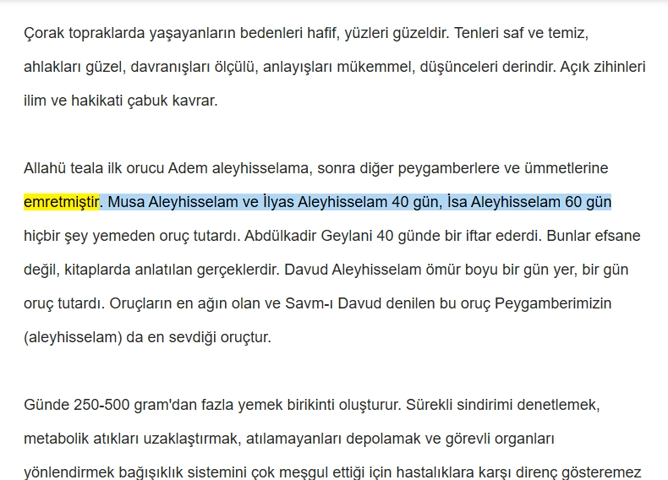 Çorak topraklarda yaşayanların bedenleri hafif, yüzleri güzeldir. Tenleri saf ve temiz,
ahlakları güzel, davranışları ölçülü, anlayışları mükemmel, düşünceleri derindir. Açık zihinleri
ilim ve hakikati çabuk kavrar.
Allahü teala ilk orucu Adem aleyhisselama, sonra diğer peygamberlere ve ümmetlerine
emretmiştir. Musa Aleyhisselam ve İlyas Aleyhisselam 40 gün, İsa Aleyhisselam 60 gün
hiçbir şey yemeden oruç tutardı. Abdülkadir Geylani 40 günde bir iftar ederdi. Bunlar efsane
değil, kitaplarda anlatılan gerçeklerdir. Davud Aleyhisselam ömür boyu bir gün yer, bir gün
oruç tutardı. Oruçların en ağın olan ve Savm-ı Davud denilen bu oruç Peygamberimizin
(aleyhisselam) da en sevdiği oruçtur.
Günde 250-500 gram'dan fazla yemek birikinti oluşturur. Sürekli sindirimi denetlemek,
metabolik atıkları uzaklaştırmak, atılamayanları depolamak ve görevli organları
yönlendirmek bağışıklık sistemini çok meşgul ettiği için hastalıklara karşı direnç gösteremez